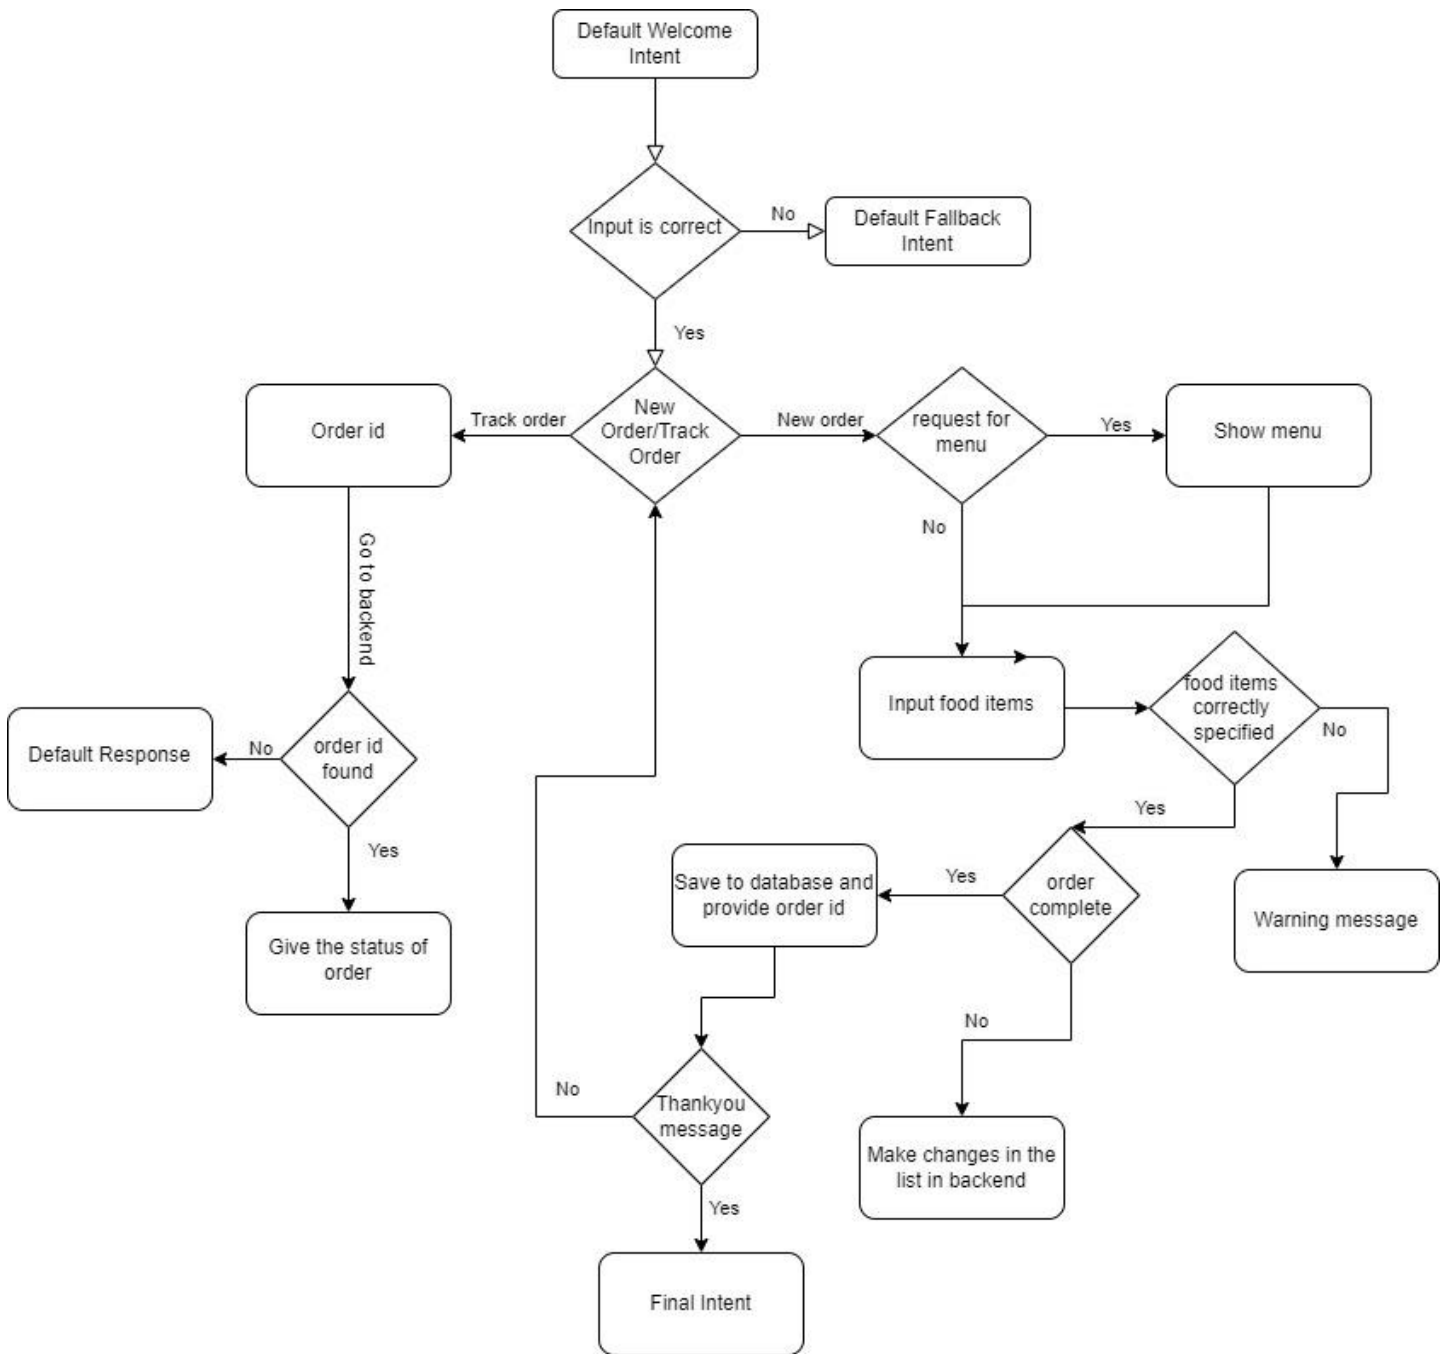 Default Welcome
Intent
Input is correct
No
Default Fallback
Intent
Yes
Order id
Track order
New
Order/Track
Order
New order
request for
menu
Yes
Show menu
No
Go to backend
Input food items
food items
correctly
specified
No
Default Response
No
order id
found
Yes
Yes
Save to database and
provide order id
Yes
order
complete
Warning message
Give the status of
order
No
No
Thankyou
message
Make changes in the
list in backend
Yes
Final Intent